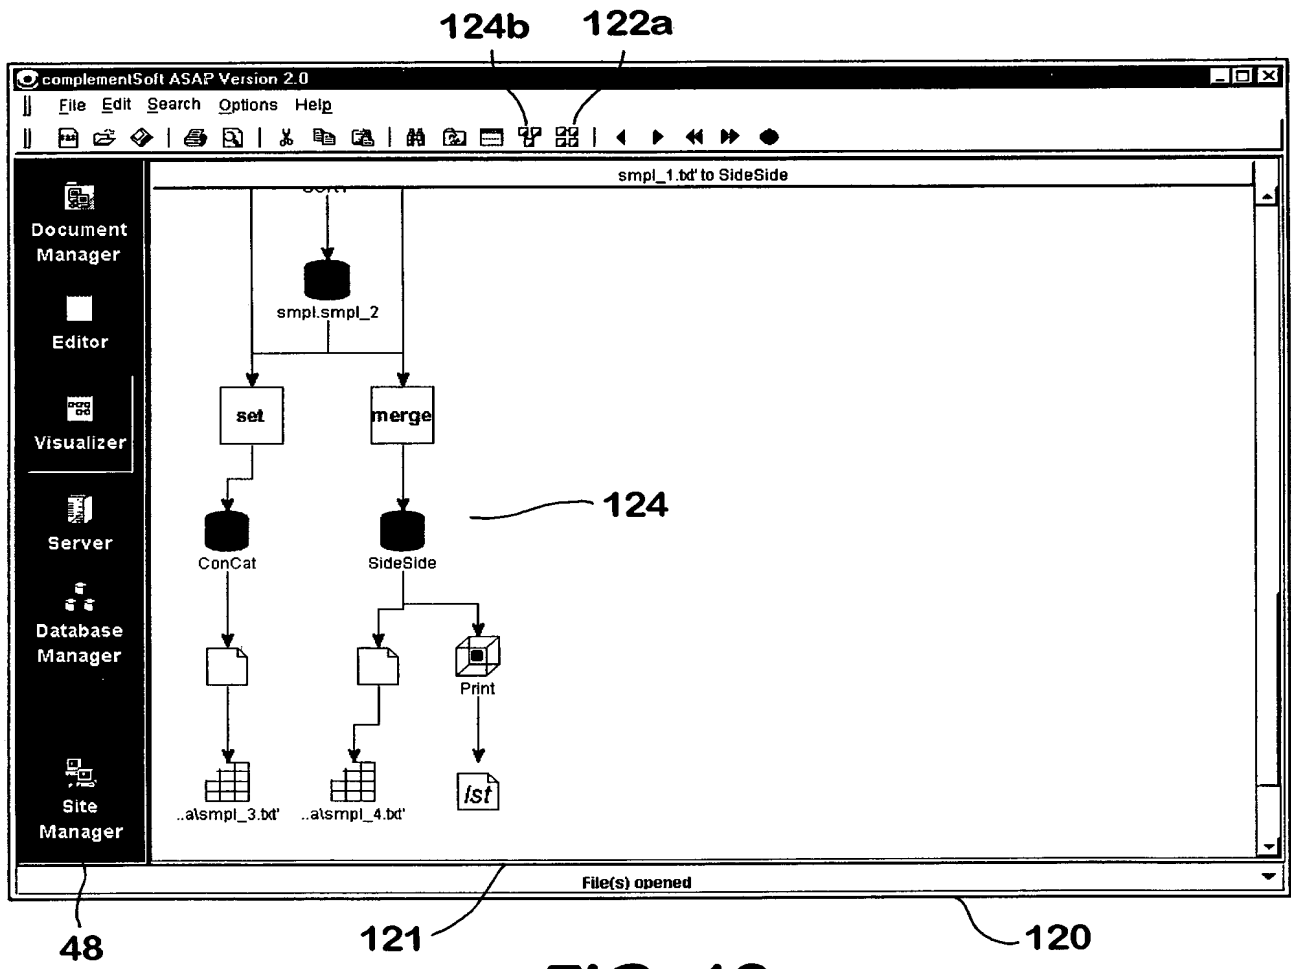 124b 122a
complementSoft ASAP Version 2.0
File Edit Search Options Help
smpl_1.txt' to SideSide
Document
Manager
smpl.smpl_2
Editor
set merge
Visualizer
124
Server
ConCat SideSide
Database
Manager
Print
lst
Site
Manager
..a\smpl_3.txt' ..a\smpl_4.txt'
File(s) opened
48 121 120